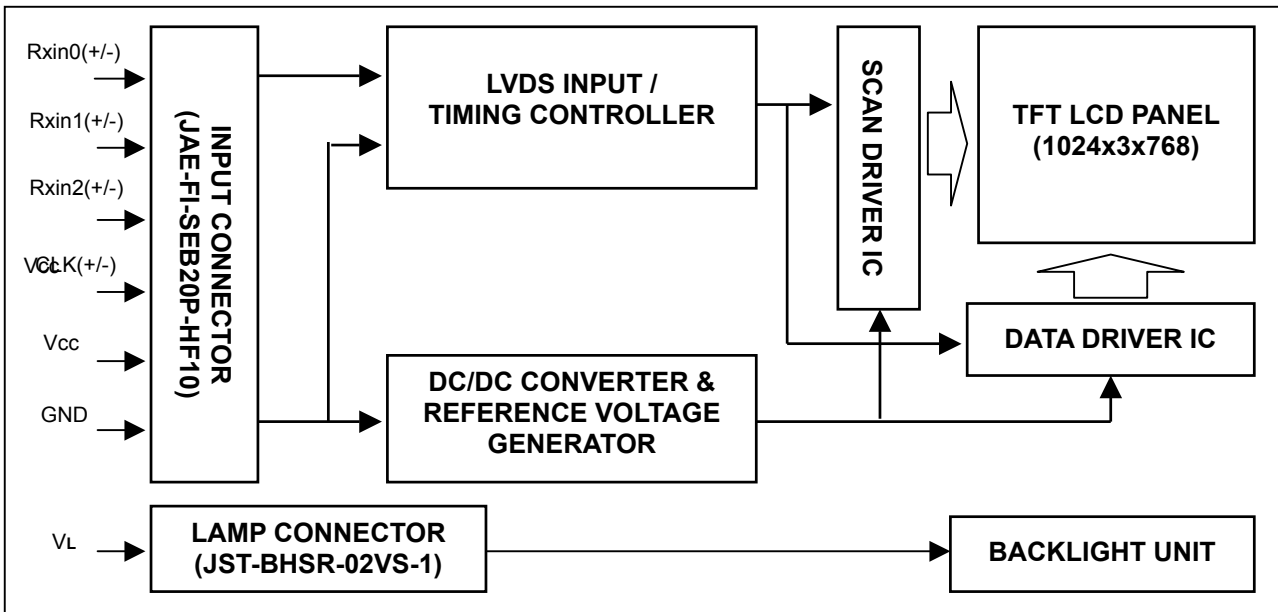 Rxin0(+/-)
Rxin1(+/-)
Rxin2(+/-)
Vcc
CLK(+/-)
Vcc
GND
INPUT CONNECTOR
(JAE-FI-SEB20P-HF10)
LVDS INPUT /
TIMING CONTROLLER
SCAN DRIVER IC
TFT LCD PANEL
(1024x3x768)
DATA DRIVER IC
DC/DC CONVERTER &
REFERENCE VOLTAGE
GENERATOR
VL
LAMP CONNECTOR
(JST-BHSR-02VS-1)
BACKLIGHT UNIT